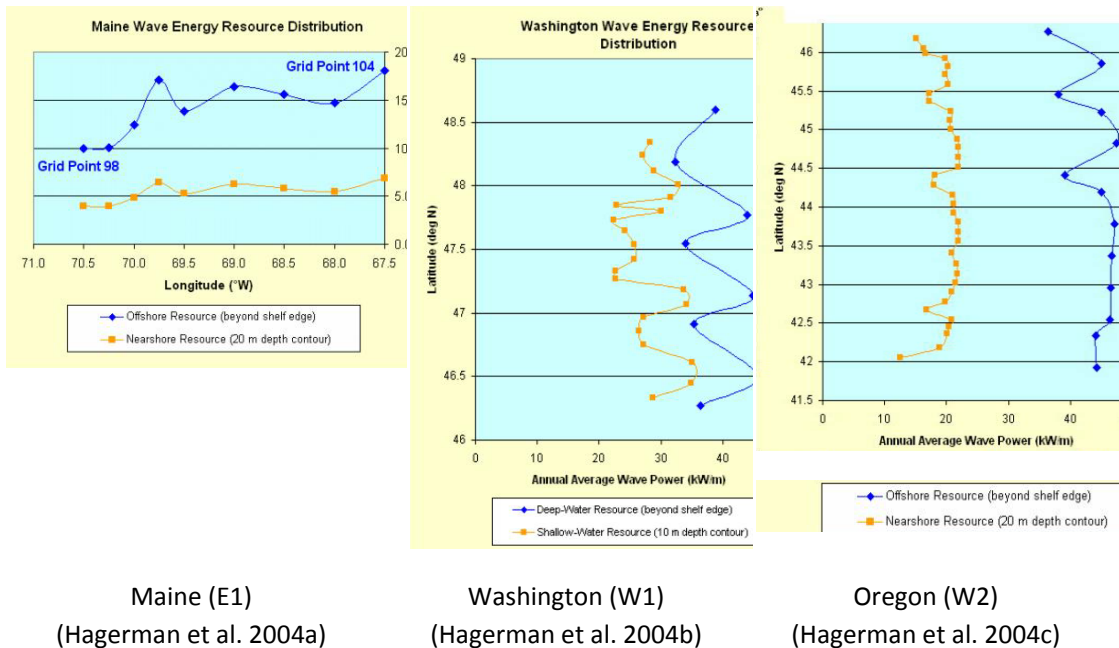 Maine Wave Energy Resource Distribution
20
Grid Point 104
15
10
Grid Point 98
5.0
0.0
71.0 70.5 70.0 69.5 69.0 68.5 68.0 67.5
Longitude (°W)
Offshore Resource (beyond shelf edge)
Nearshore Resource (20 m depth contour)
Washington Wave Energy Resource
Distribution
49
48.5
48
47.5
47
46.5
46
Latitude (deg N)
0 20 40
Annual Average Wave Power (kW/m)
Deep-Water Resource (beyond shelf edge)
Shallow-Water Resource (10 m depth contour)
46
45.5
45
44.5
44
43.5
43
42.5
42
41.5
Latitude (deg N)
0 10 20 30 40
Annual Average Wave Power (kW/m)
Offshore Resource (beyond shelf edge)
Nearshore Resource (20 m depth contour)
Maine (E1)
(Hagerman et al. 2004a)
Washington (W1)
(Hagerman et al. 2004b)
Oregon (W2)
(Hagerman et al. 2004c)